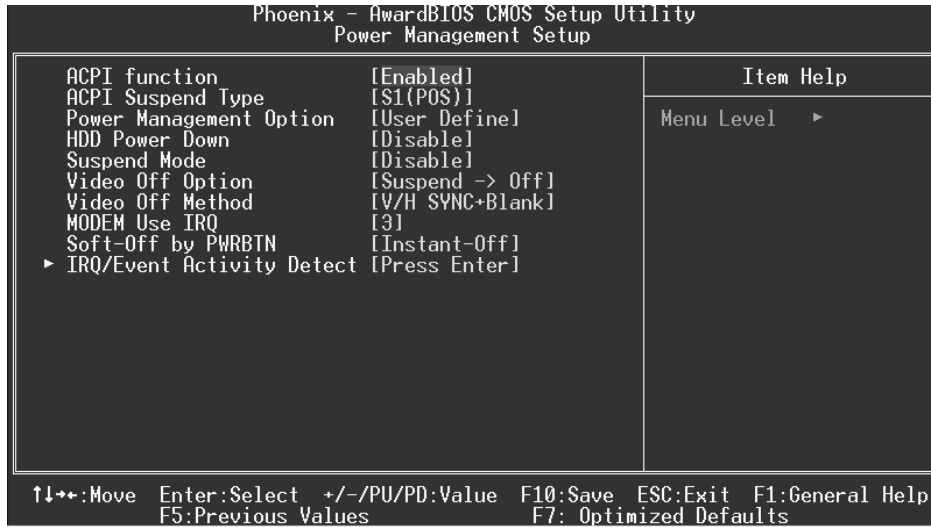 Phoenix - AwardBIOS CMOS Setup Utility
Power Management Setup
ACPI function [Enabled]
ACPI Suspend Type [S1(POS)]
Power Management Option [User Define]
HDD Power Down [Disable]
Suspend Mode [Disable]
Video Off Option [Suspend -> Off]
Video Off Method [V/H SYNC+Blank]
MODEM Use IRQ [3]
Soft-Off by PWRBTN [Instant-Off]
► IRQ/Event Activity Detect [Press Enter]
Item Help
Menu Level ►
↑↓→←:Move Enter:Select +/-/PU/PD:Value F10:Save ESC:Exit F1:General Help
F5:Previous Values F7: Optimized Defaults